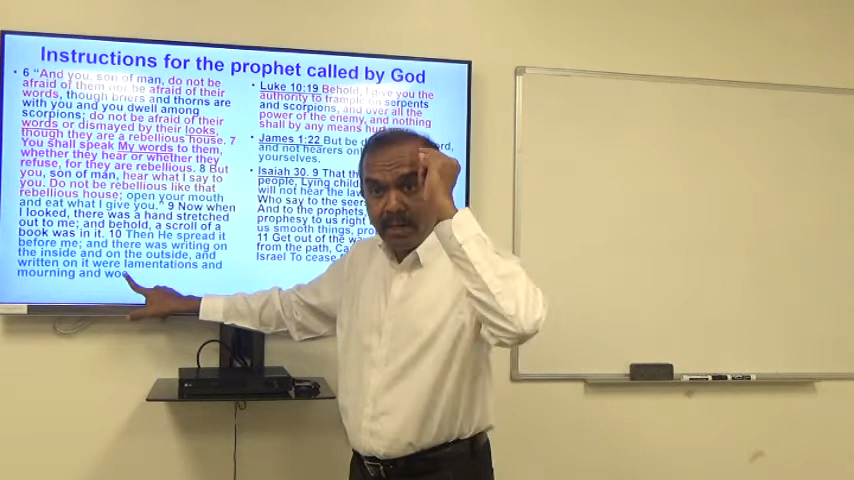 Instructions for the prophet called by God
• 6 “And you, son of man, do not be
afraid of them nor be afraid of their
words, though briers and thorns are
with you and you dwell among
scorpions; do not be afraid of their
words or dismayed by their looks,
though they are a rebellious house. 7
You shall speak My words to them,
whether they hear or whether they
refuse, for they are rebellious. 8 But
you, son of man, hear what I say to
you. Do not be rebellious like that
rebellious house; open your mouth
and eat what I give you.” 9 Now when
I looked, there was a hand stretched
out to me; and behold, a scroll of a
book was in it. 10 Then He spread it
before me; and there was writing on
the inside and on the outside, and
written on it were lamentations and
mourning and woe
• Luke 10:19 Behold, I give you the
authority to trample on serpents
and scorpions, and over all the
power of the enemy, and nothing
shall by any means hurt
• James 1:22 But be word,
and not hearers on
yourselves.
• Isaiah 30. 9 That th
people, Lying child
will not hear the la
Who say to the seers
And to the prophets,
prophesy to us right
us smooth things, pro
11 Get out of the wa
from the path, Ca
Israel To cease f